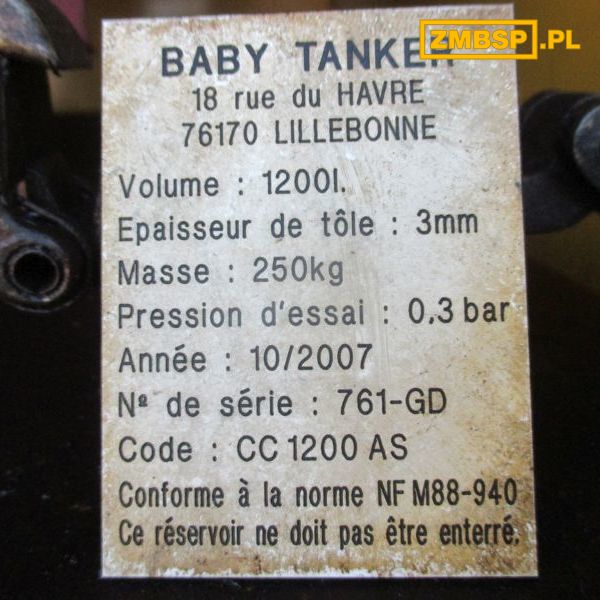 ZMBSP.PL
BABY TANKER
18 rue du HAVRE
76170 LILLEBONNE
Volume : 1200l.
Epaisseur de tôle : 3mm
Masse : 250kg
Pression d'essai : 0,3 bar
Année : 10/2007
Nº de série : 761-GD
Code : CC 1200 AS
Conforme à la norme NF M88-940
Ce réservoir ne doit pas être enterré.